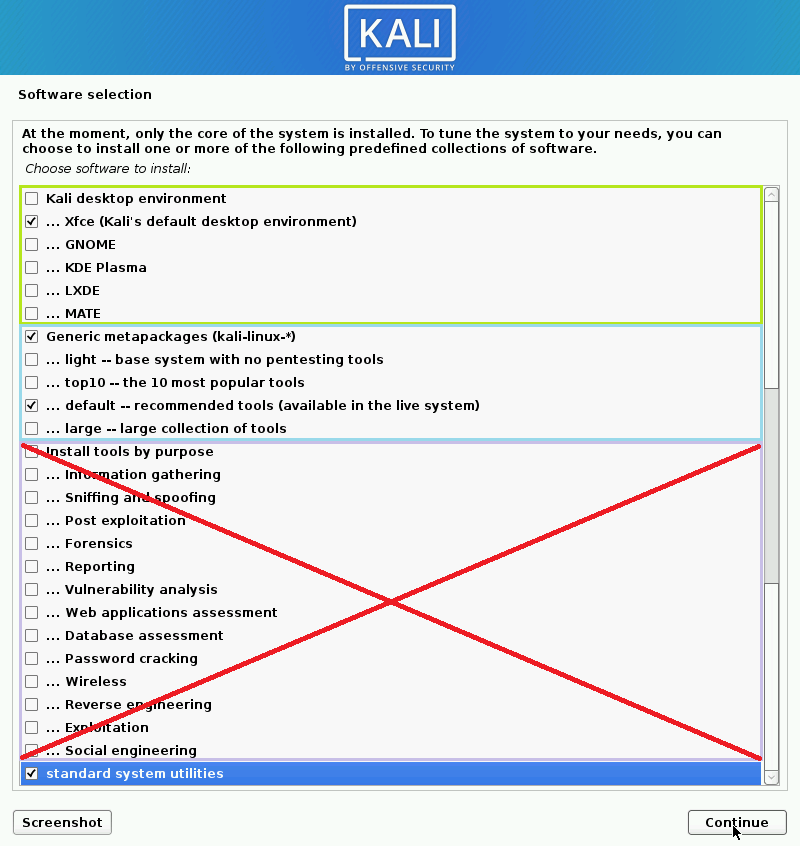 KALI
BY OFFENSIVE SECURITY
Software selection
At the moment, only the core of the system is installed. To tune the system to your needs, you can
choose to install one or more of the following predefined collections of software.
Choose software to install:
Kali desktop environment
... Xfce (Kali's default desktop environment)
... GNOME
... KDE Plasma
... LXDE
... MATE
Generic metapackages (kali-linux-*)
... light -- base system with no pentesting tools
... top10 -- the 10 most popular tools
... default -- recommended tools (available in the live system)
... large -- large collection of tools
Install tools by purpose
... Information gathering
... Sniffing and spoofing
... Post exploitation
... Forensics
... Reporting
... Vulnerability analysis
... Web applications assessment
... Database assessment
... Password cracking
... Wireless
... Reverse engineering
... Exploitation
... Social engineering
standard system utilities
Screenshot
Continue